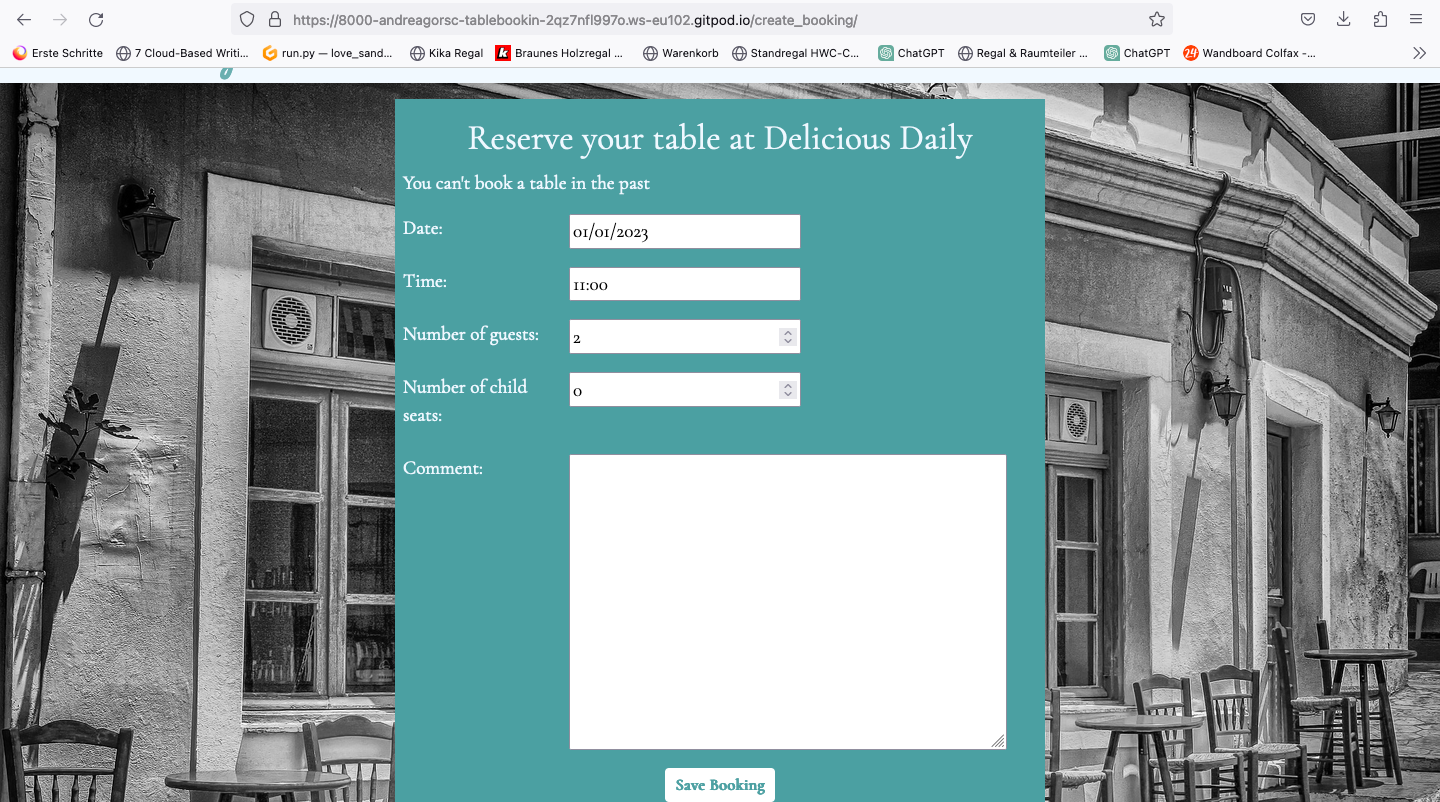 https://8000-andreagorsc-tablebookin-2qz7nfl997o.ws-eu102.gitpod.io/create_booking/
Erste Schritte 7 Cloud-Based Writi... run.py — love_sand... Kika Regal Braunes Holzregal ... Warenkorb Standregal HWC-C... ChatGPT Regal & Raumteiler ... ChatGPT 24 Wandboard Colfax -...
Reserve your table at Delicious Daily
You can't book a table in the past
Date: 01/01/2023
Time: 11:00
Number of guests: 2
Number of child 0
seats:
Comment:
Save Booking